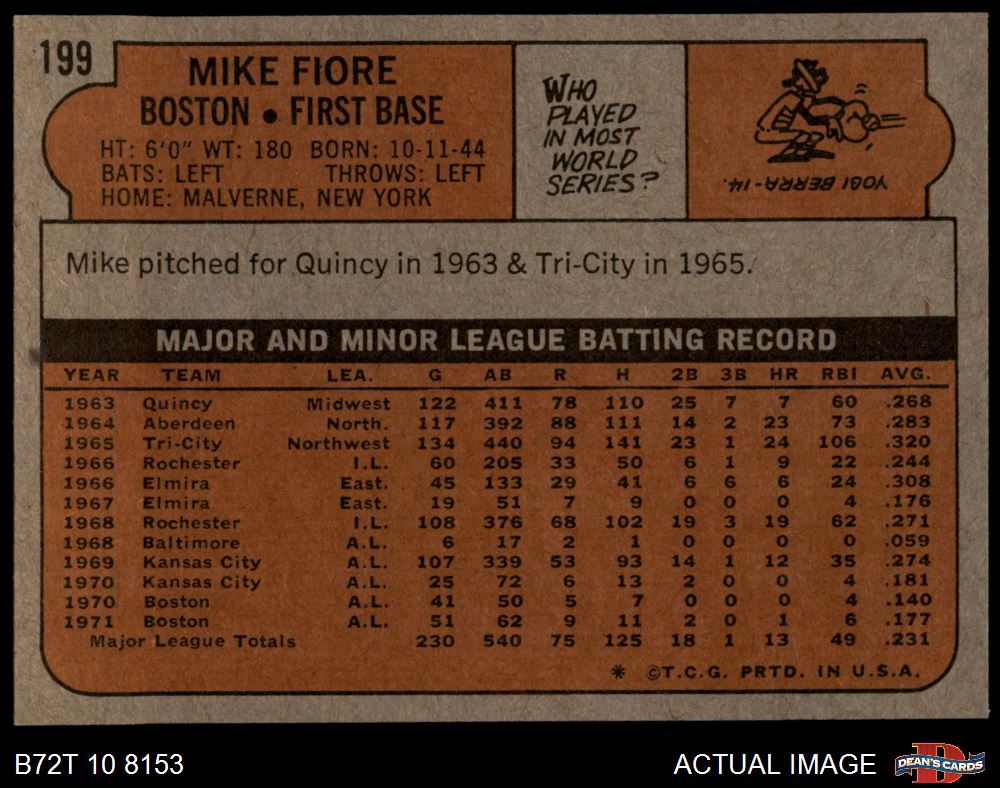 199
MIKE FIORE
BOSTON • FIRST BASE
HT: 6'0" WT: 180 BORN: 10-11-44
BATS: LEFT THROWS: LEFT
HOME: MALVERNE, NEW YORK
WHO
PLAYED
IN MOST
WORLD
SERIES?
YOGI BERRA-14.
Mike pitched for Quincy in 1963 & Tri-City in 1965.
MAJOR AND MINOR LEAGUE BATTING RECORD
YEAR TEAM LEA. G AB R H 2B 3B HR RBI AVG.
1963 Quincy Midwest 122 411 78 110 25 7 7 60 .268
1964 Aberdeen North. 117 392 88 111 14 2 23 73 .283
1965 Tri-City Northwest 134 440 94 141 23 1 24 106 .320
1966 Rochester I.L. 60 205 33 50 6 1 9 22 .244
1966 Elmira East. 45 133 29 41 6 6 6 24 .308
1967 Elmira East. 19 51 7 9 0 0 0 4 .176
1968 Rochester I.L. 108 376 68 102 19 3 19 62 .271
1968 Baltimore A.L. 6 17 2 1 0 0 0 0 .059
1969 Kansas City A.L. 107 339 53 93 14 1 12 35 .274
1970 Kansas City A.L. 25 72 6 13 2 0 0 4 .181
1970 Boston A.L. 41 50 5 7 0 0 0 4 .140
1971 Boston A.L. 51 62 9 11 2 0 1 6 .177
Major League Totals 230 540 75 125 18 1 13 49 .231
* ©T.C.G. PRTD. IN U.S.A.
B72T 10 8153
ACTUAL IMAGE
D
DEAN'S CARDS